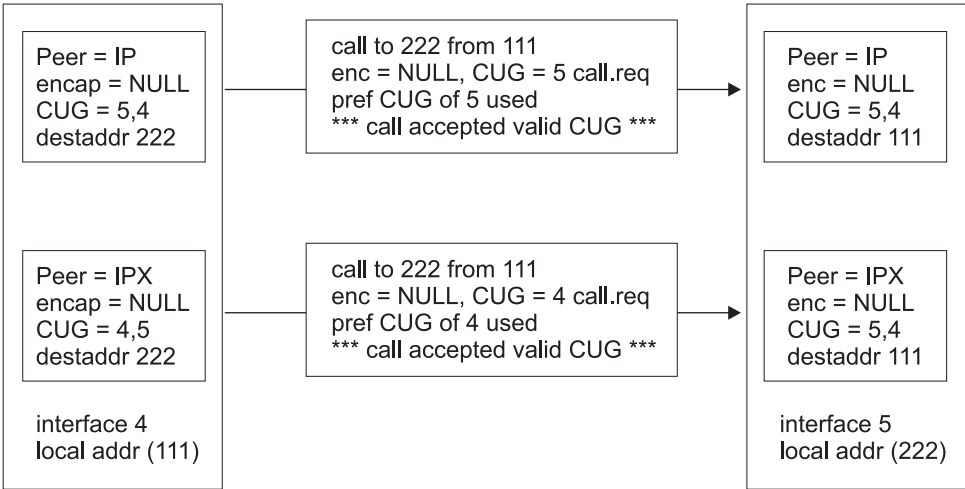 Peer = IP
encap = NULL
CUG = 5,4
destaddr 222
call to 222 from 111
enc = NULL, CUG = 5 call.req
pref CUG of 5 used
*** call accepted valid CUG ***
Peer = IP
enc = NULL
CUG = 5,4
destaddr 111
Peer = IPX
encap = NULL
CUG = 4,5
destaddr 222
call to 222 from 111
enc = NULL, CUG = 4 call.req
pref CUG of 4 used
*** call accepted valid CUG ***
Peer = IPX
enc = NULL
CUG = 5,4
destaddr 111
interface 4
local addr (111)
interface 5
local addr (222)